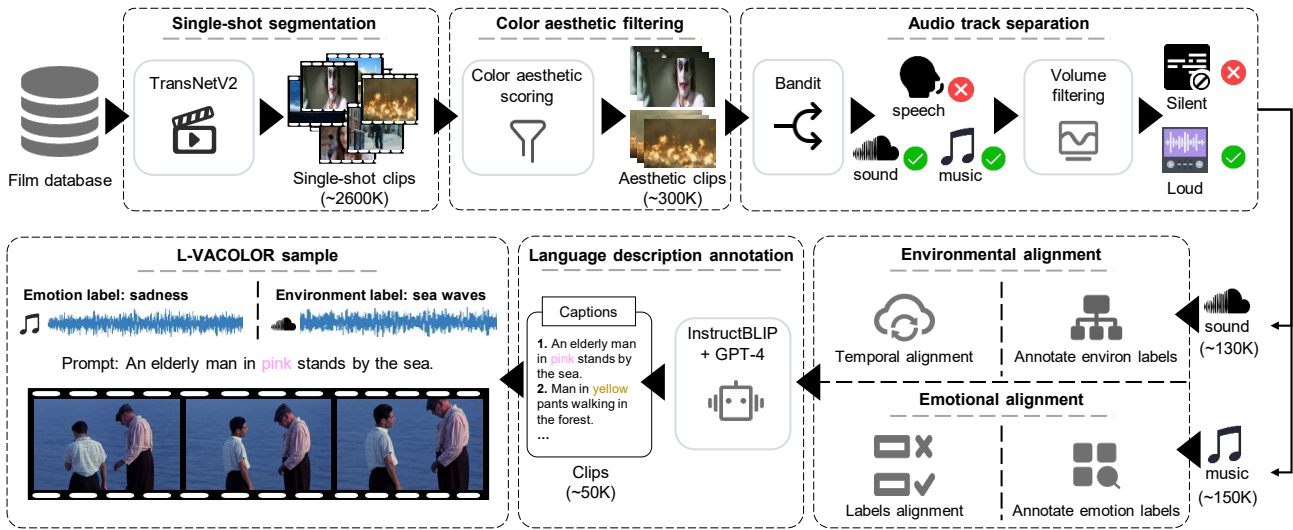 Single-shot segmentation
TransNetV2
Film database
Single-shot clips
(~2600K)
Color aesthetic filtering
Color aesthetic
scoring
Aesthetic clips
(~300K)
Audio track separation
Bandit
speech
sound
music
Volume
filtering
Silent
Loud
L-VACOLOR sample
Emotion label: sadness
Environment label: sea waves
Prompt: An elderly man in pink stands by the sea.
Language description annotation
Captions
1. An elderly man
in pink stands by
the sea.
2. Man in yellow
pants walking in
the forest.
...
Clips
(~50K)
InstructBLIP
+ GPT-4
Environmental alignment
Temporal alignment
Annotate environ labels
Emotional alignment
Labels alignment
Annotate emotion labels
sound
(~130K)
music
(~150K)